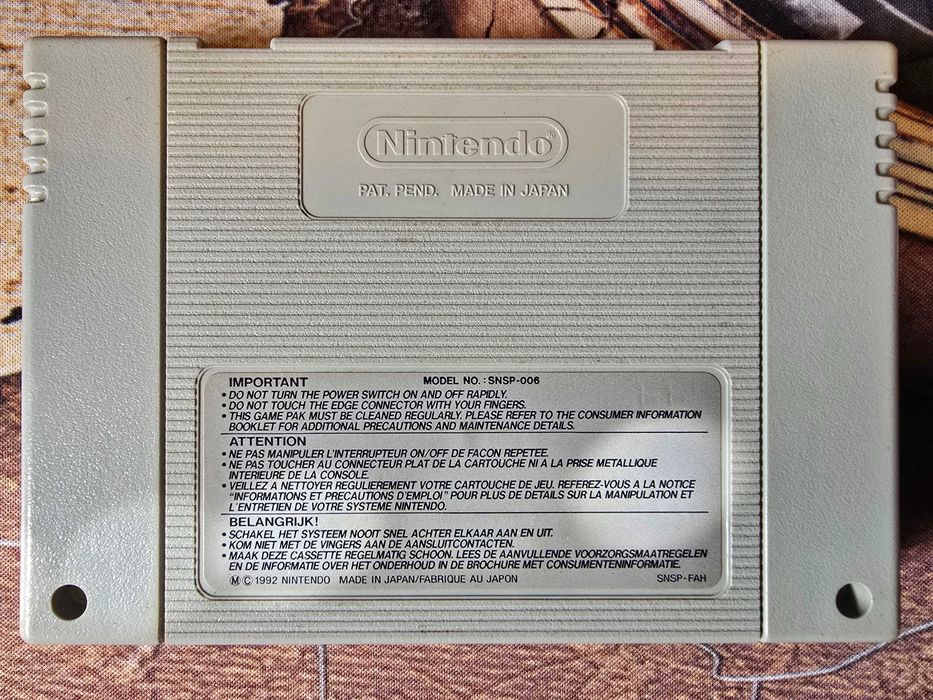 Nintendo®
PAT. PEND. MADE IN JAPAN
IMPORTANT MODEL NO. : SNSP-006
• DO NOT TURN THE POWER SWITCH ON AND OFF RAPIDLY.
• DO NOT TOUCH THE EDGE CONNECTOR WITH YOUR FINGERS.
• THIS GAME PAK MUST BE CLEANED REGULARLY. PLEASE REFER TO THE CONSUMER INFORMATION
BOOKLET FOR ADDITIONAL PRECAUTIONS AND MAINTENANCE DETAILS.
ATTENTION
• NE PAS MANIPULER L'INTERRUPTEUR ON/OFF DE FACON REPETEE.
• NE PAS TOUCHER AU CONNECTEUR PLAT DE LA CARTOUCHE NI A LA PRISE METALLIQUE
INTERIEURE DE LA CONSOLE.
• VEILLEZ A NETTOYER REGULIEREMENT VOTRE CARTOUCHE DE JEU. REFEREZ-VOUS A LA NOTICE
"INFORMATIONS ET PRECAUTIONS D'EMPLOI" POUR PLUS DE DETAILS SUR LA MANIPULATION ET
L'ENTRETIEN DE VOTRE SYSTEME NINTENDO.
BELANGRIJK!
• SCHAKEL HET SYSTEEM NOOIT SNEL ACHTER ELKAAR AAN EN UIT.
• KOM NIET MET DE VINGERS AAN DE AANSLUITCONTACTEN.
• MAAK DEZE CASSETTE REGELMATIG SCHOON. LEES DE AANVULLENDE VOORZORGSMAATREGELEN
EN DE INFORMATIE OVER HET ONDERHOUD IN DE BROCHURE MET CONSUMENTENINFORMATIE.
Ⓜ © 1992 NINTENDO MADE IN JAPAN/FABRIQUE AU JAPON SNSP-FAH